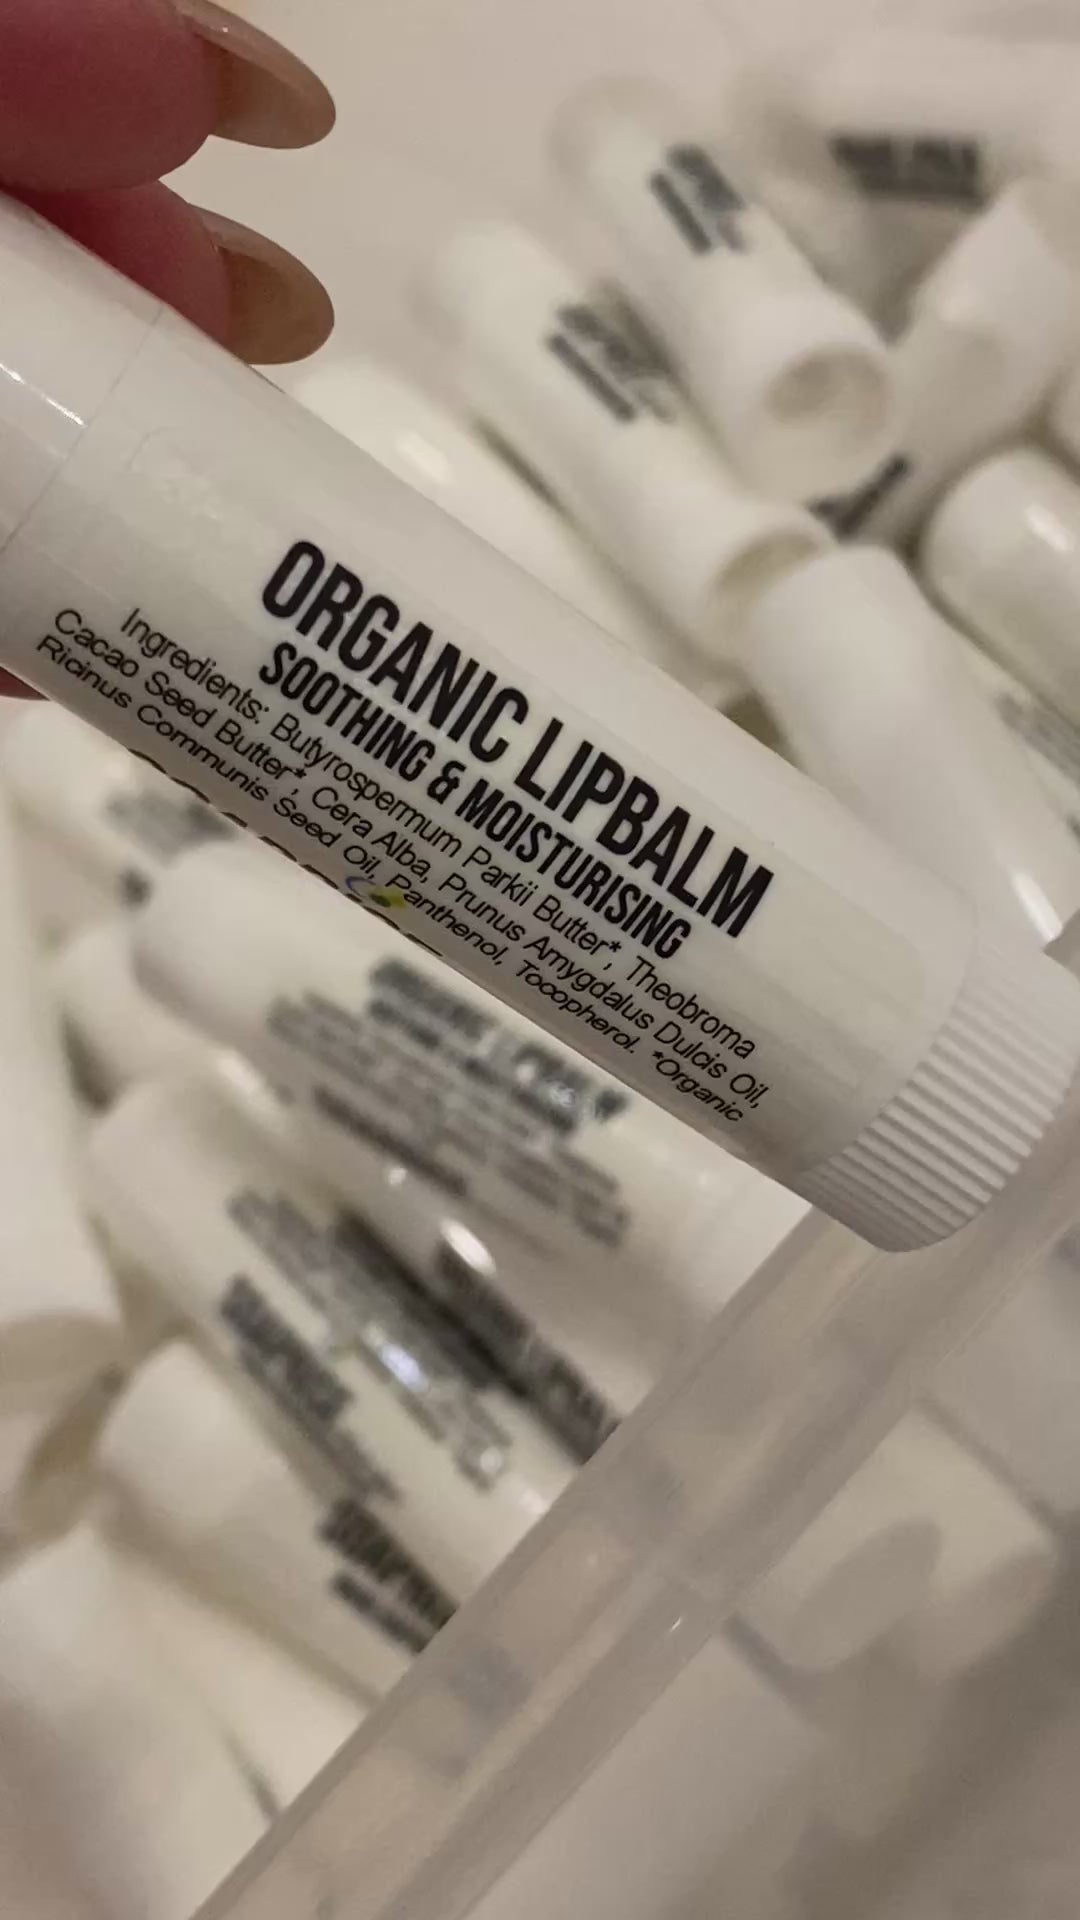 ORGANIC LIPBALM
SOOTHING & MOISTURISING
Ingredients: Butyrospermum Parkii Butter*, Theobroma
Cacao Seed Butter*, Cera Alba, Prunus Amygdalus Dulcis Oil,
Ricinus Communis Seed Oil, Panthenol, Tocopherol. *Organic